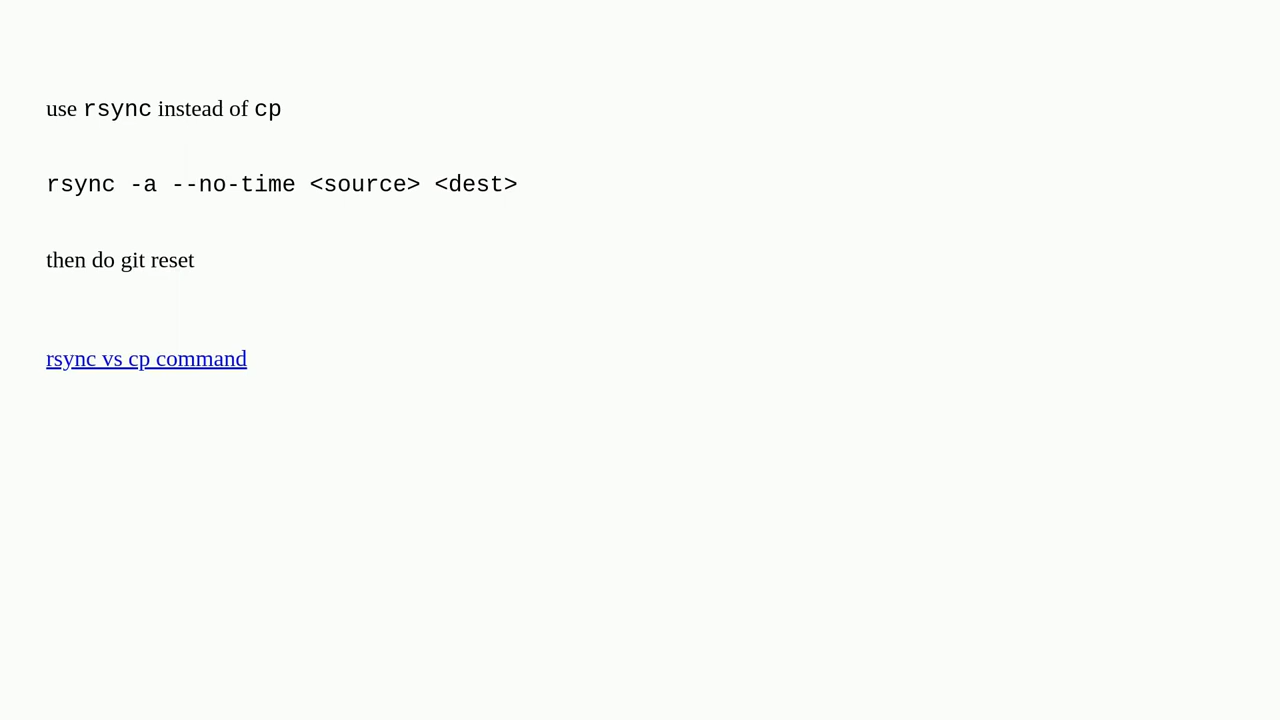 use rsync instead of cp
rsync -a --no-time <source> <dest>
then do git reset
rsync vs cp command